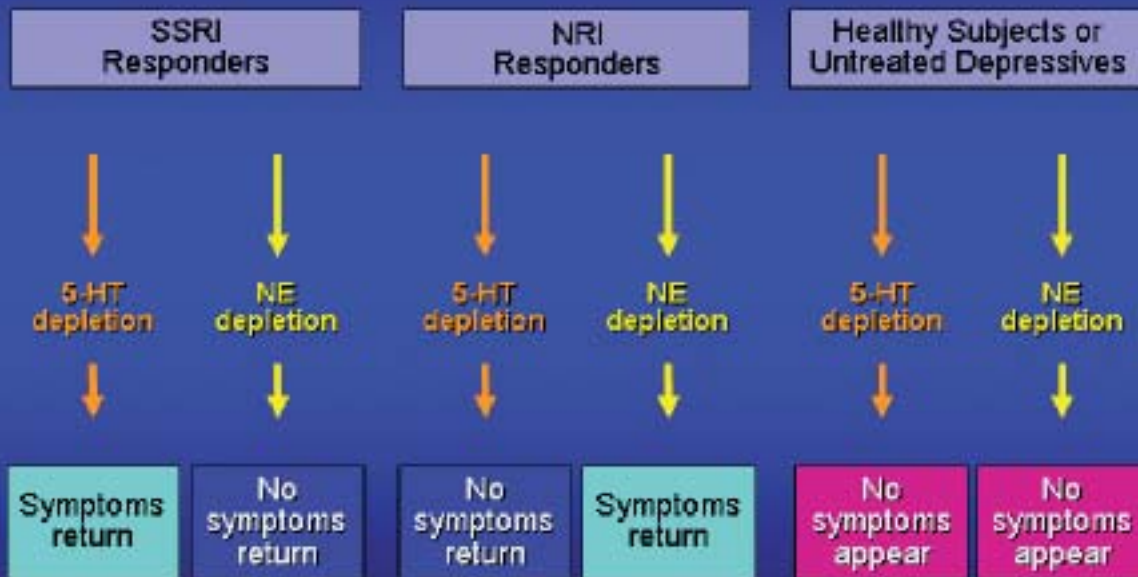 SSRI
Responders
NRI
Responders
Healthy Subjects or
Untreated Depressives
5-HT
depletion
NE
depletion
5-HT
depletion
NE
depletion
5-HT
depletion
NE
depletion
Symptoms
return
No
symptoms
return
No
symptoms
return
Symptoms
return
No
symptoms
appear
No
symptoms
appear